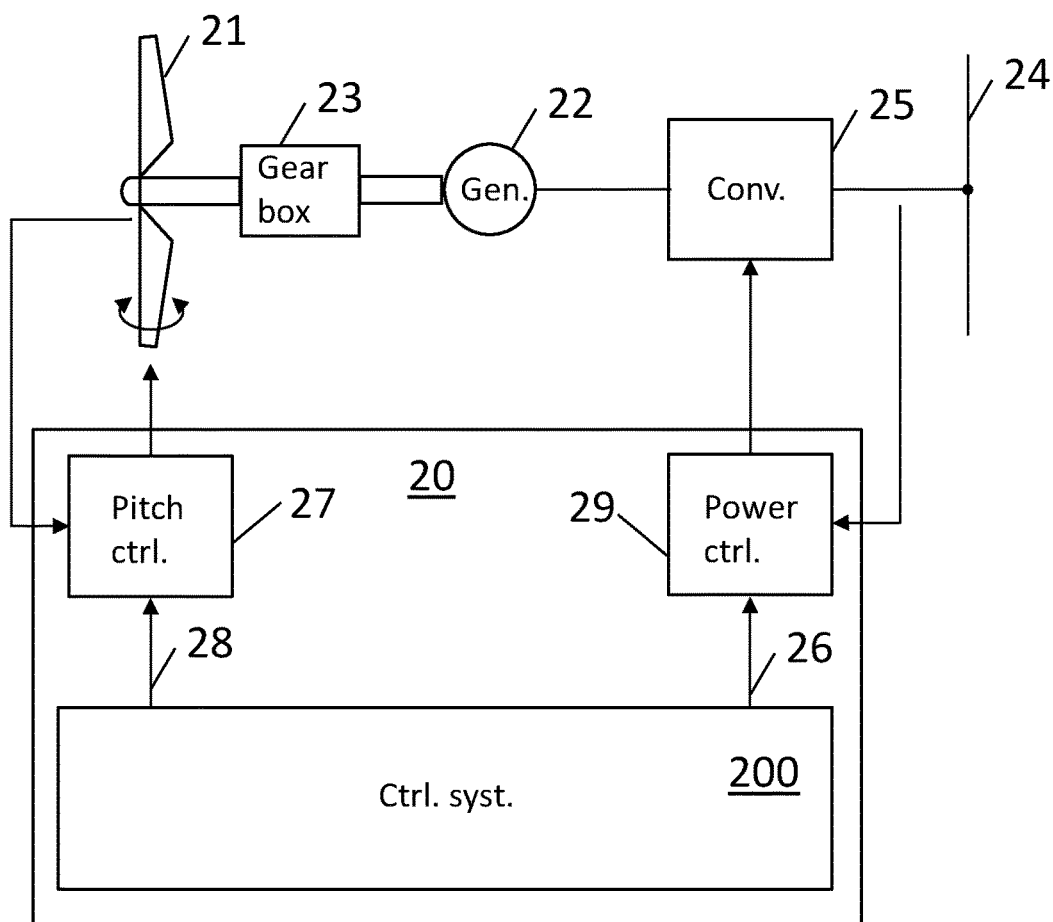 21
24
23
22
25
Gear
box
Gen.
Conv.
20
Pitch
ctrl.
27
29
Power
ctrl.
28
26
200
Ctrl. syst.